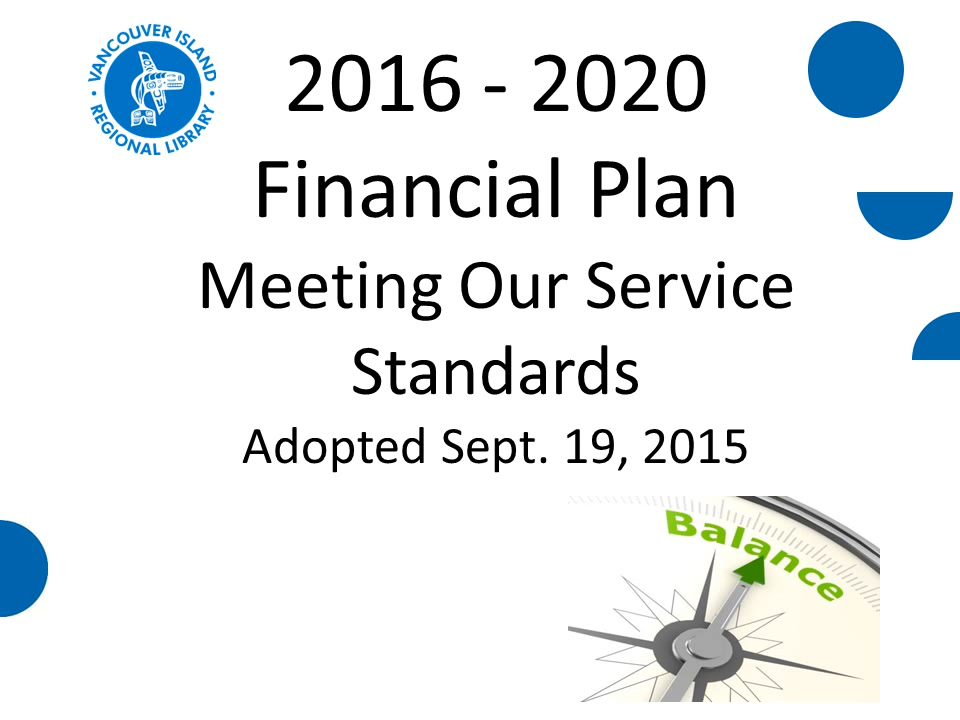 VANCOUVER ISLAND
REGIONAL LIBRARY
2016 - 2020
Financial Plan
Meeting Our Service
Standards
Adopted Sept. 19, 2015
Balance